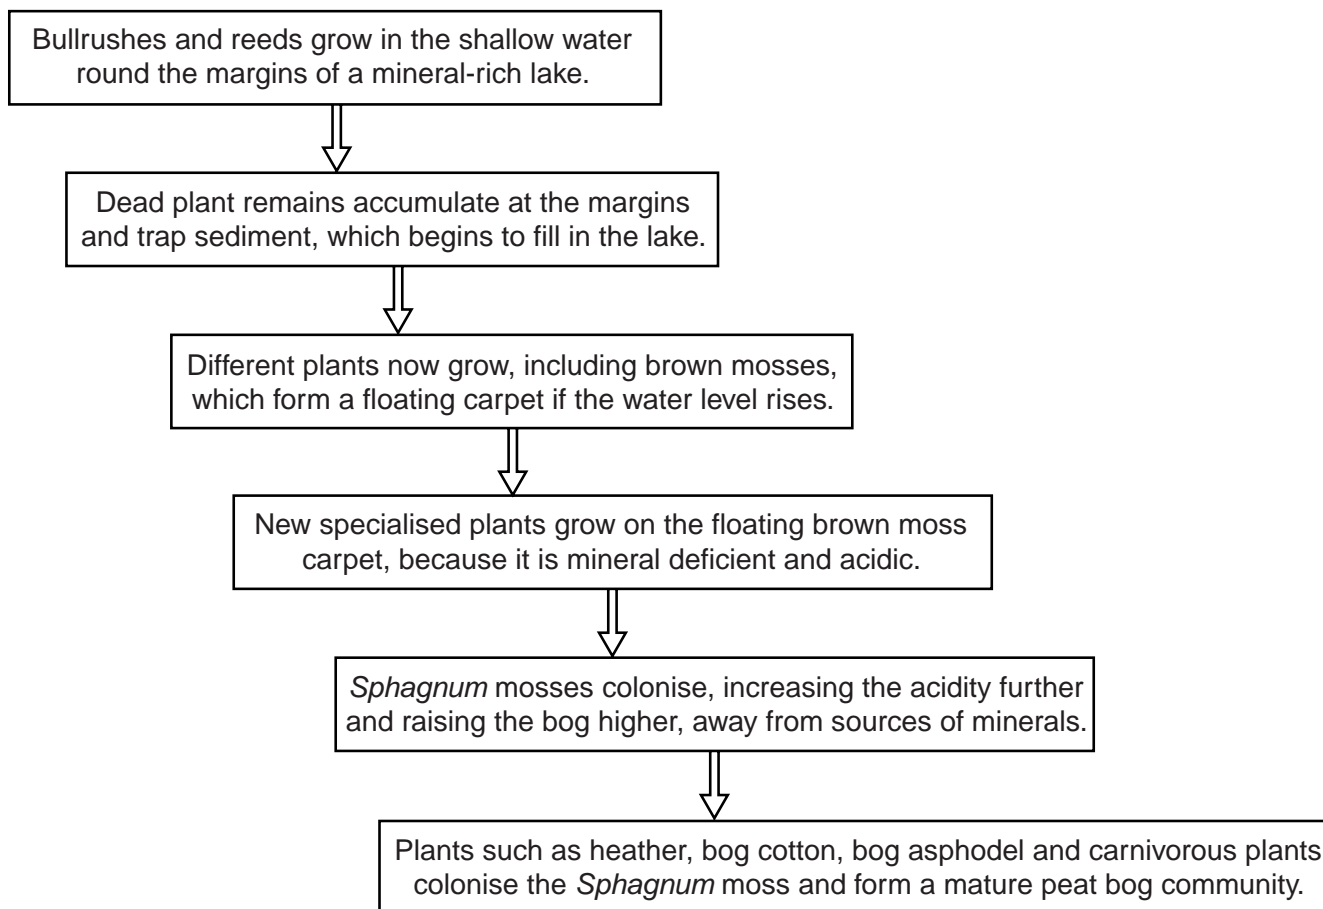 Bullrushes and reeds grow in the shallow water
round the margins of a mineral-rich lake.
Dead plant remains accumulate at the margins
and trap sediment, which begins to fill in the lake.
Different plants now grow, including brown mosses,
which form a floating carpet if the water level rises.
New specialised plants grow on the floating brown moss
carpet, because it is mineral deficient and acidic.
Sphagnum mosses colonise, increasing the acidity further
and raising the bog higher, away from sources of minerals.
Plants such as heather, bog cotton, bog asphodel and carnivorous plants
colonise the Sphagnum moss and form a mature peat bog community.